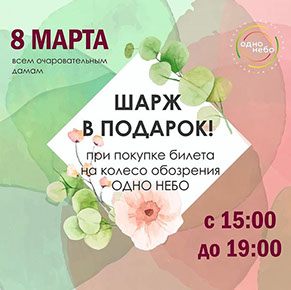 8 МАРТА
всем очаровательным
дамам
одно
небо
ШАРЖ
В ПОДАРОК!
при покупке билета
на колесо обозрения
ОДНО НЕБО
с 15:00
до 19:00